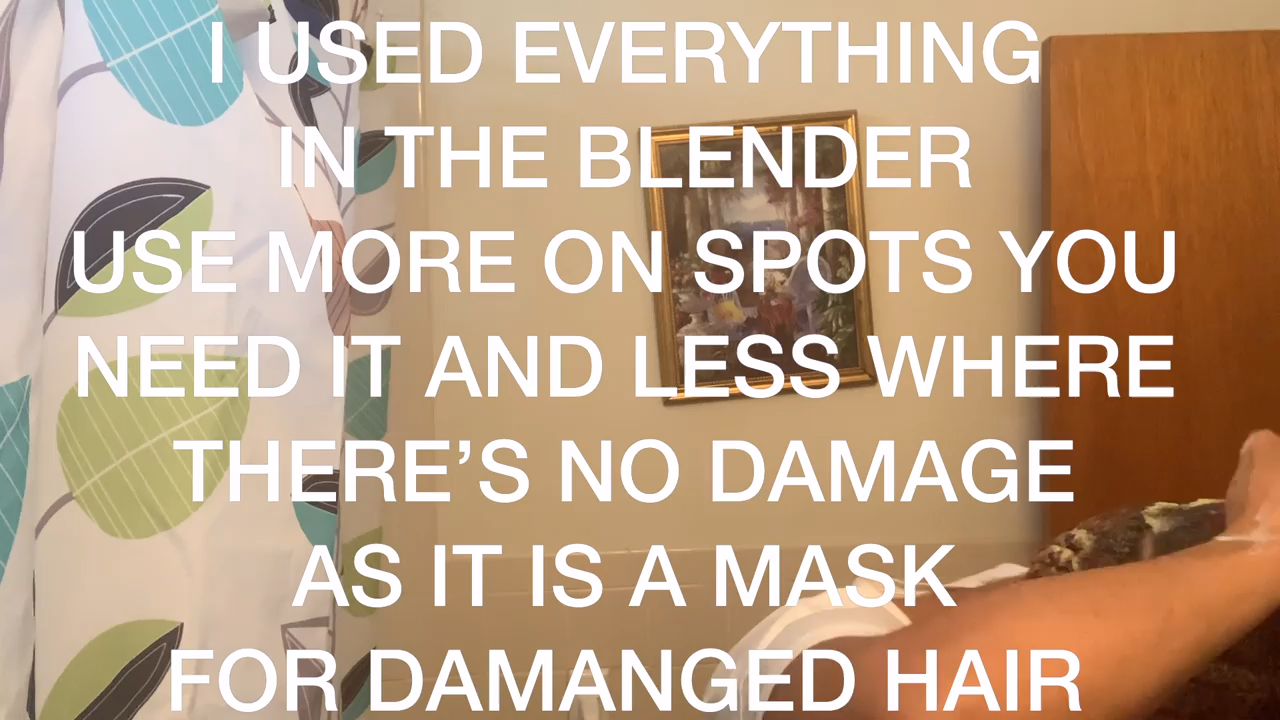 I USED EVERYTHING
IN THE BLENDER
USE MORE ON SPOTS YOU
NEED IT AND LESS WHERE
THERE’S NO DAMAGE
AS IT IS A MASK
FOR DAMANGED HAIR